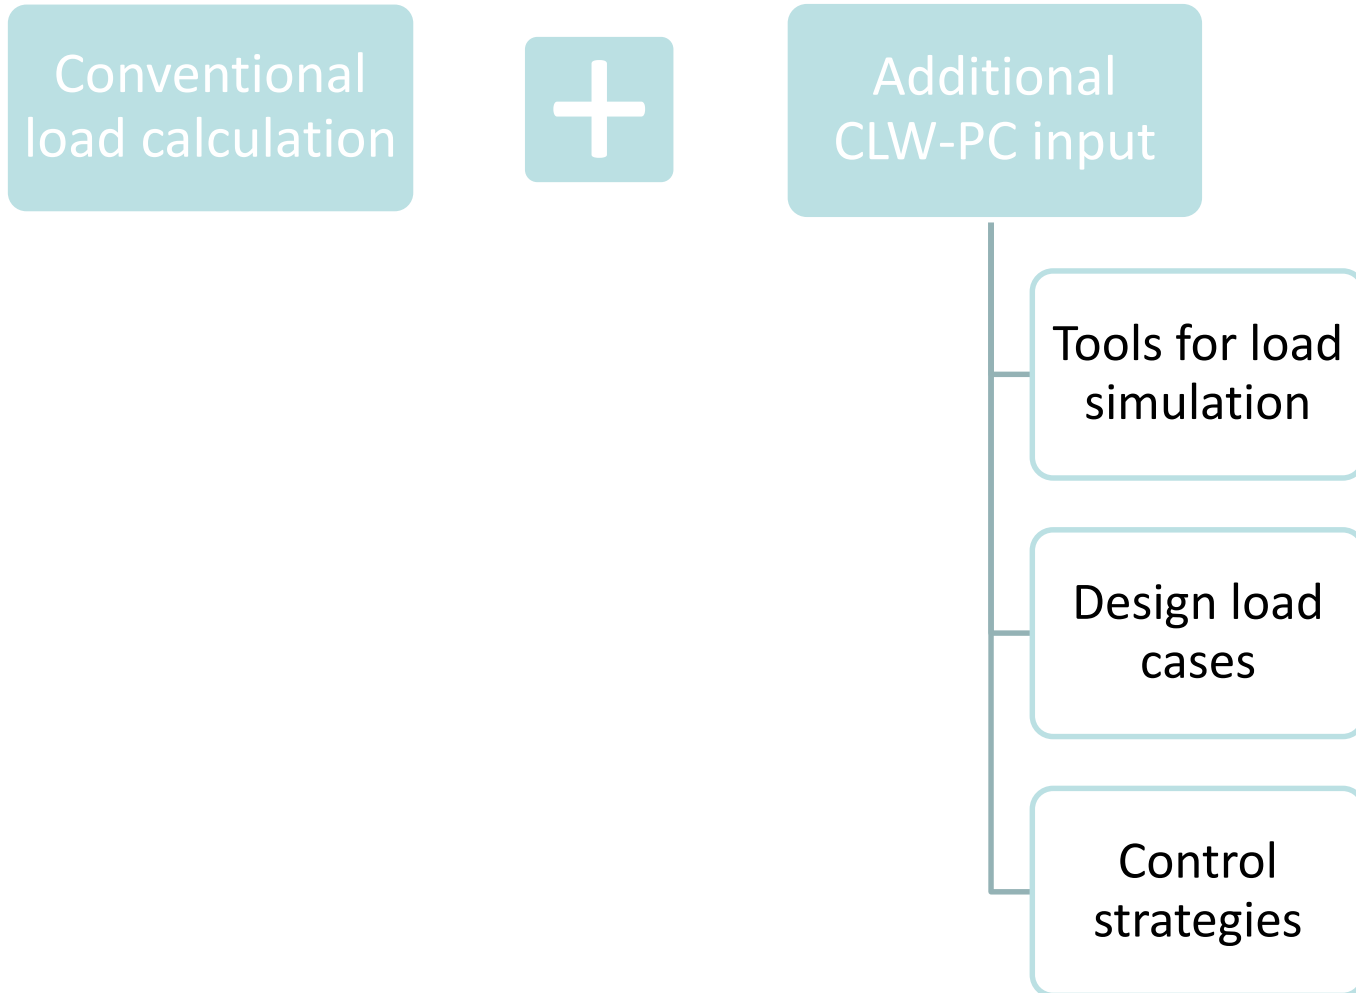 Conventional
load calculation
+
Additional
CLW-PC input
Tools for load
simulation
Design load
cases
Control
strategies